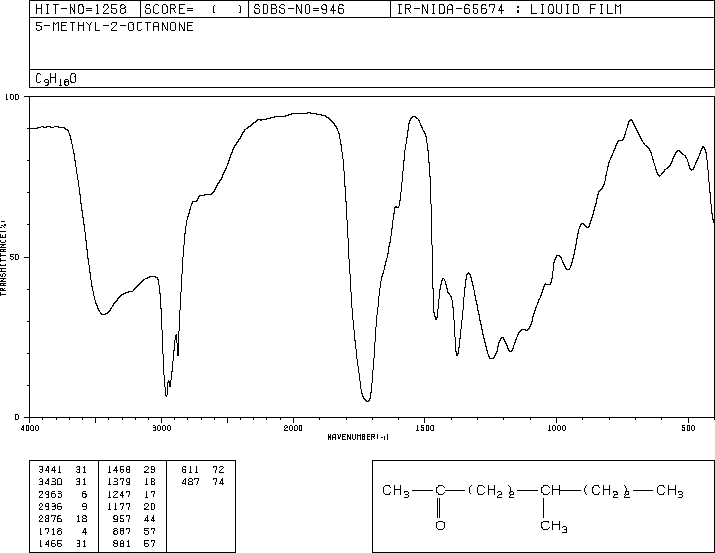 HIT-NO=1258 SCORE= ( ) SDBS-NO=946 IR-NIDA-65674 : LIQUID FILM
5-METHYL-2-OCTANONE
C9H18O
100
50
0
TRANSMITTANCE(%)
4000 3000 2000 1500 1000 500
WAVENUMBER(-1)
3441 31 1458 29 611 72
3430 31 1379 18 487 74
2963 6 1247 17
2936 9 1177 20
2876 18 957 44
1718 4 887 57
1466 31 881 57
CH3 C (CH2)2 CH (CH2)2 CH3
O CH3